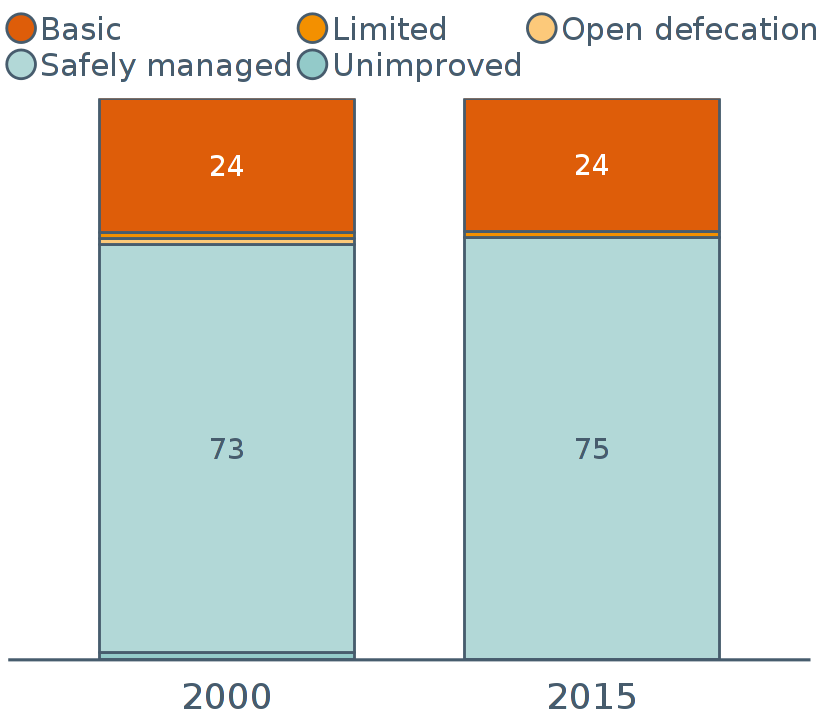 Basic Limited Open defecation
Safely managed Unimproved
24 24
73 75
2000 2015